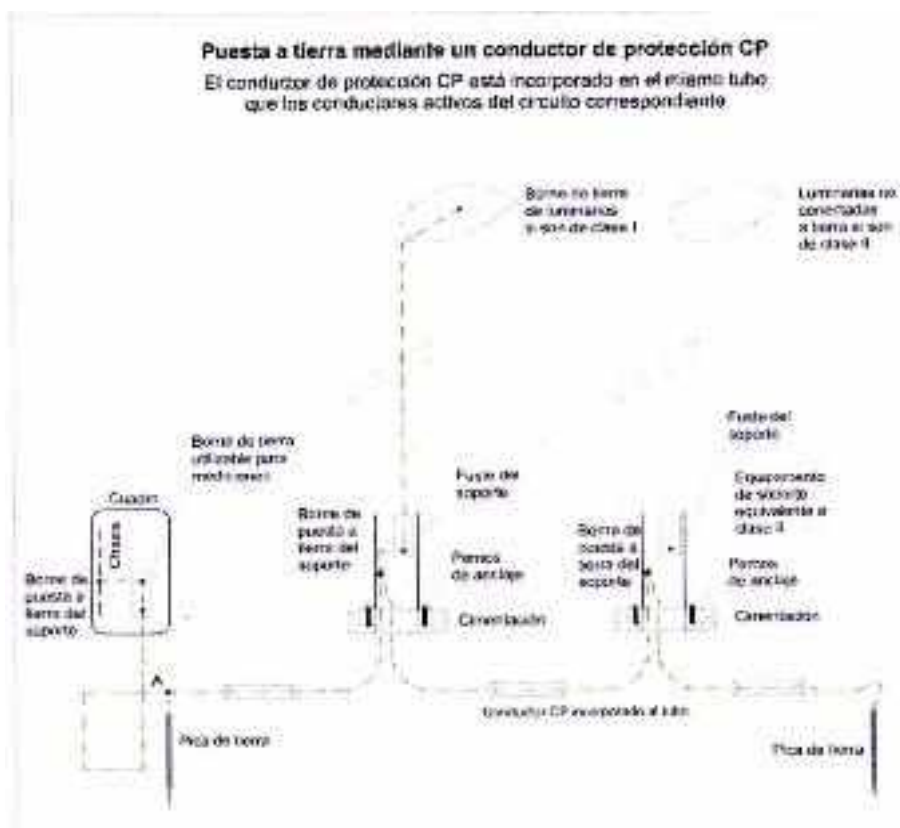 Puesta a tierra mediante un conductor de protección CP
El conductor de protección CP está incorporado en el mismo tubo
que los conductores activos del circuito correspondiente
Borne de tierra
de luminarias
si son de clase I
Luminarias no
conectadas
a tierra si son
de clase II
Fuste del
soporte
Borne de tierra
utilizable para
mediciones
Fuste del
soporte
Equipamento
de soporte
equivalente a
clase II
Cuadro
Chasis
Borne de
puesta a
tierra del
soporte
Borne de
puesta a
tierra del
soporte
Pernos
de anclaje
Pernos
de anclaje
Borne de
puesta a
tierra del
soporte
Cimentación
Cimentación
A
Conductor CP incorporado al tubo
Pica de tierra
Pica de tierra